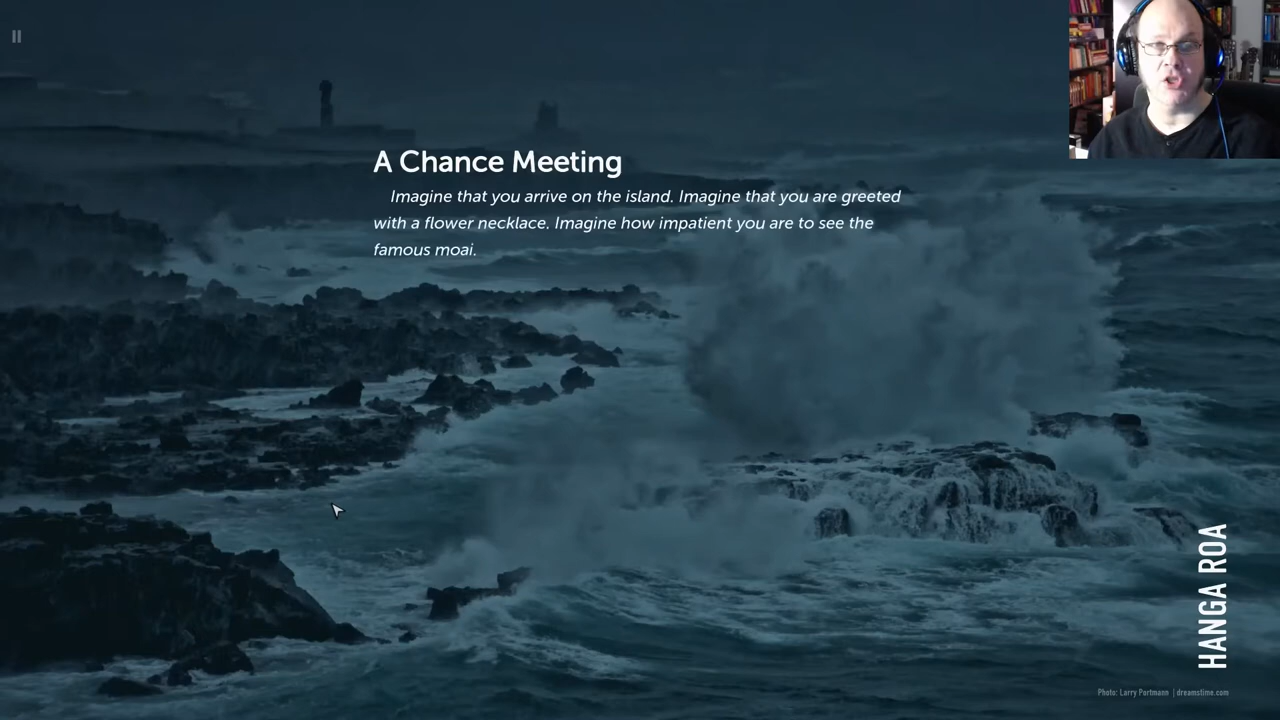 A Chance Meeting
Imagine that you arrive on the island. Imagine that you are greeted
with a flower necklace. Imagine how impatient you are to see the
famous moai.
HANGA ROA
Photo: Larry Portmann | dreamstime.com